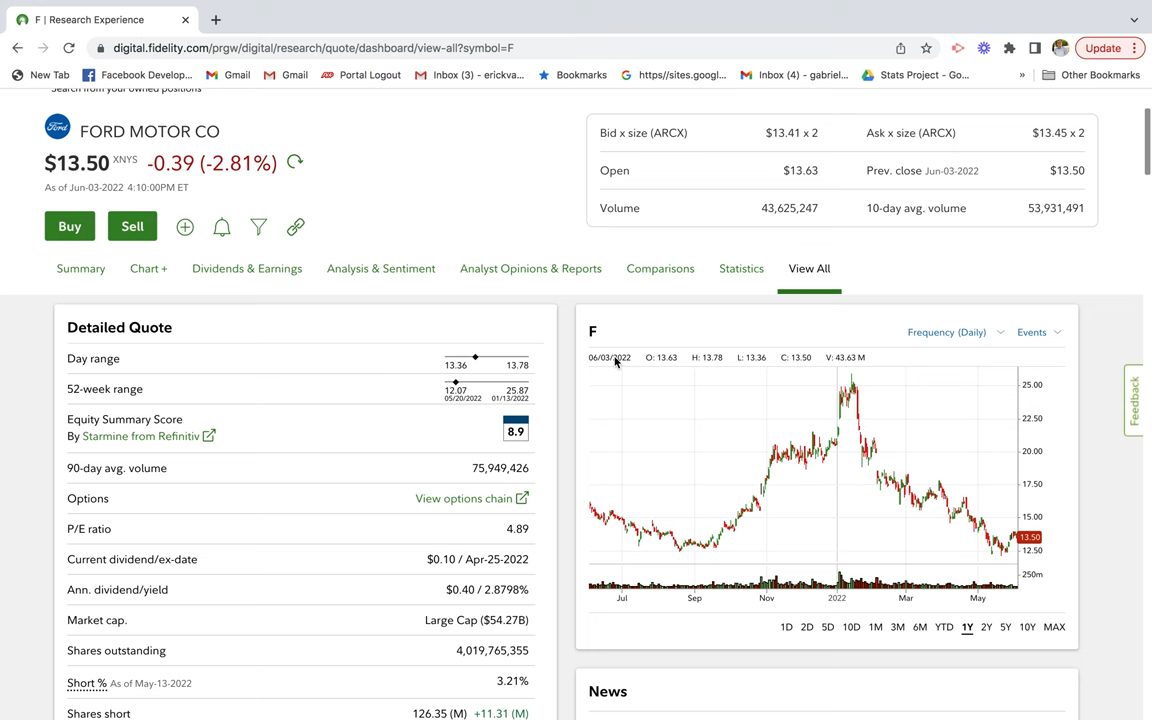 F | Research Experience
digital.fidelity.com/prgw/digital/research/quote/dashboard/view-all?symbol=F
Update
New Tab
Facebook Develop...
Gmail
Gmail
Portal Logout
Inbox (3) - erickva...
Bookmarks
https//sites.googl...
Inbox (4) - gabriel...
Stats Project - Go...
»
Other Bookmarks
Search from your owned positions
Ford
FORD MOTOR CO
$13.50 XNYS -0.39 (-2.81%)
As of Jun-03-2022 4:10:00PM ET
Buy
Sell
Bid x size (ARCX) $13.41 x 2 Ask x size (ARCX) $13.45 x 2
Open $13.63 Prev. close Jun-03-2022 $13.50
Volume 43,625,247 10-day avg. volume 53,931,491
Summary Chart + Dividends & Earnings Analysis & Sentiment Analyst Opinions & Reports Comparisons Statistics View All
Detailed Quote
Day range
13.36 13.78
52-week range
12.07 25.87
05/20/2022 01/13/2022
Equity Summary Score
By Starmine from Refinitiv
8.9
90-day avg. volume 75,949,426
Options View options chain
P/E ratio 4.89
Current dividend/ex-date $0.10 / Apr-25-2022
Ann. dividend/yield $0.40 / 2.8798%
Market cap. Large Cap ($54.27B)
Shares outstanding 4,019,765,355
Short % As of May-13-2022 3.21%
Shares short 126.35 (M) +11.31 (M)
F
Frequency (Daily) Events
06/03/2022 O: 13.63 H: 13.78 L: 13.36 C: 13.50 V: 43.63 M
25.00
22.50
20.00
17.50
15.00
13.50
12.50
250m
Jul Sep Nov 2022 Mar May
1D 2D 5D 10D 1M 3M 6M YTD 1Y 2Y 5Y 10Y MAX
News
Feedback